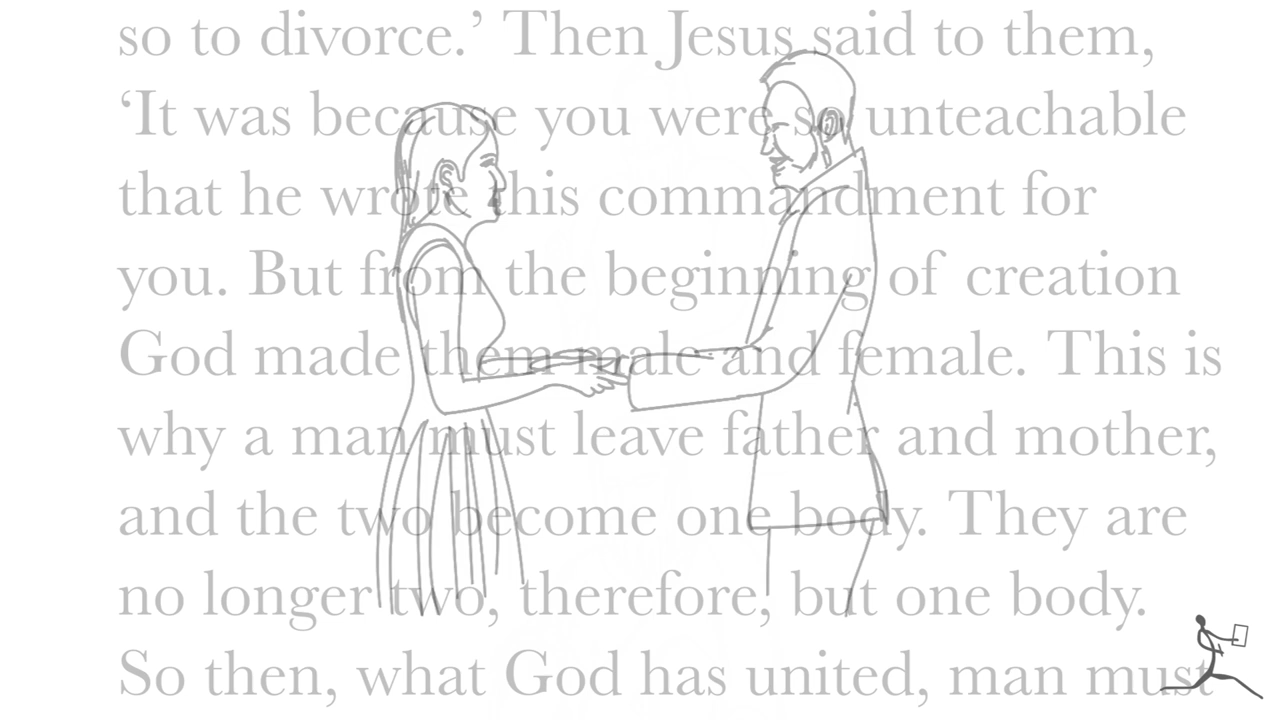 so to divorce.’ Then Jesus said to them,
‘It was because you were so unteachable
that he wrote this commandment for
you. But from the beginning of creation
God made them male and female. This is
why a man must leave father and mother,
and the two become one body. They are
no longer two, therefore, but one body.
So then, what God has united, man must